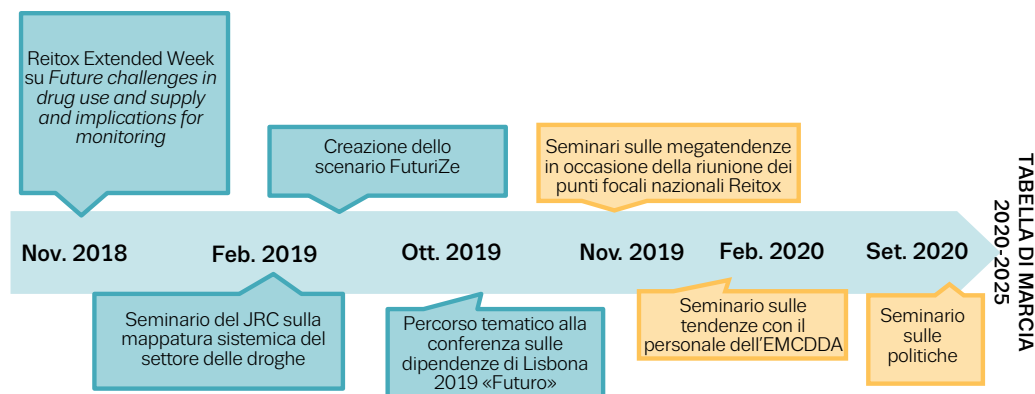 Reitox Extended Week
su Future challenges in
drug use and supply
and implications for
monitoring
Creazione dello
scenario FuturiZe
Seminari sulle megatendenze
in occasione della riunione dei
punti focali nazionali Reitox
Nov. 2018
Feb. 2019
Ott. 2019
Nov. 2019
Feb. 2020
Set. 2020
Seminario del JRC sulla
mappatura sistemica del
settore delle droghe
Percorso tematico alla
conferenza sulle
dipendenze di Lisbona
2019 «Futuro»
Seminario sulle
tendenze con il
personale dell'EMCDDA
Seminario
sulle
politiche
TABELLA DI MARCIA
2020-2025